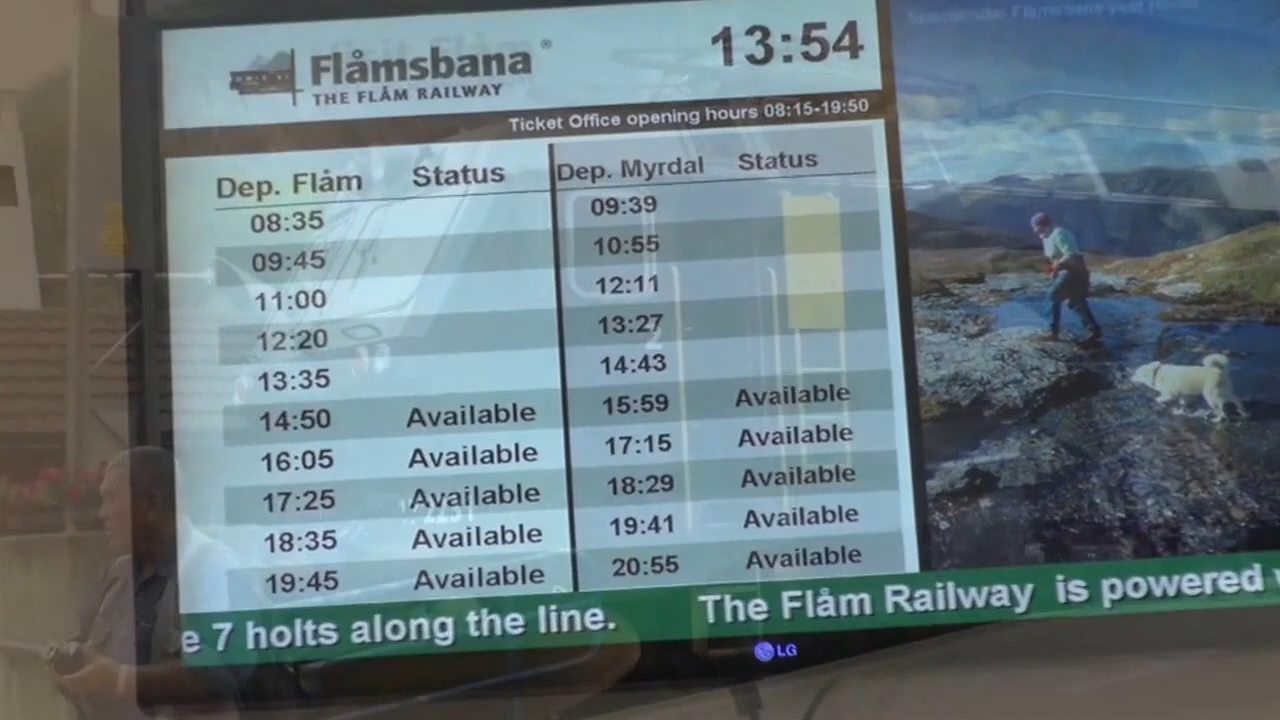 Flåmsbana ®
THE FLÅM RAILWAY
13:54
Ticket Office opening hours 08:15-19:50
Dep. Flåm Status Dep. Myrdal Status
08:35 09:39
09:45 10:55
11:00 12:11
12:20 13:27
13:35 14:43
14:50 Available 15:59 Available
16:05 Available 17:15 Available
17:25 Available 18:29 Available
18:35 Available 19:41 Available
19:45 Available 20:55 Available
e 7 holts along the line. The Flåm Railway is powered
LG